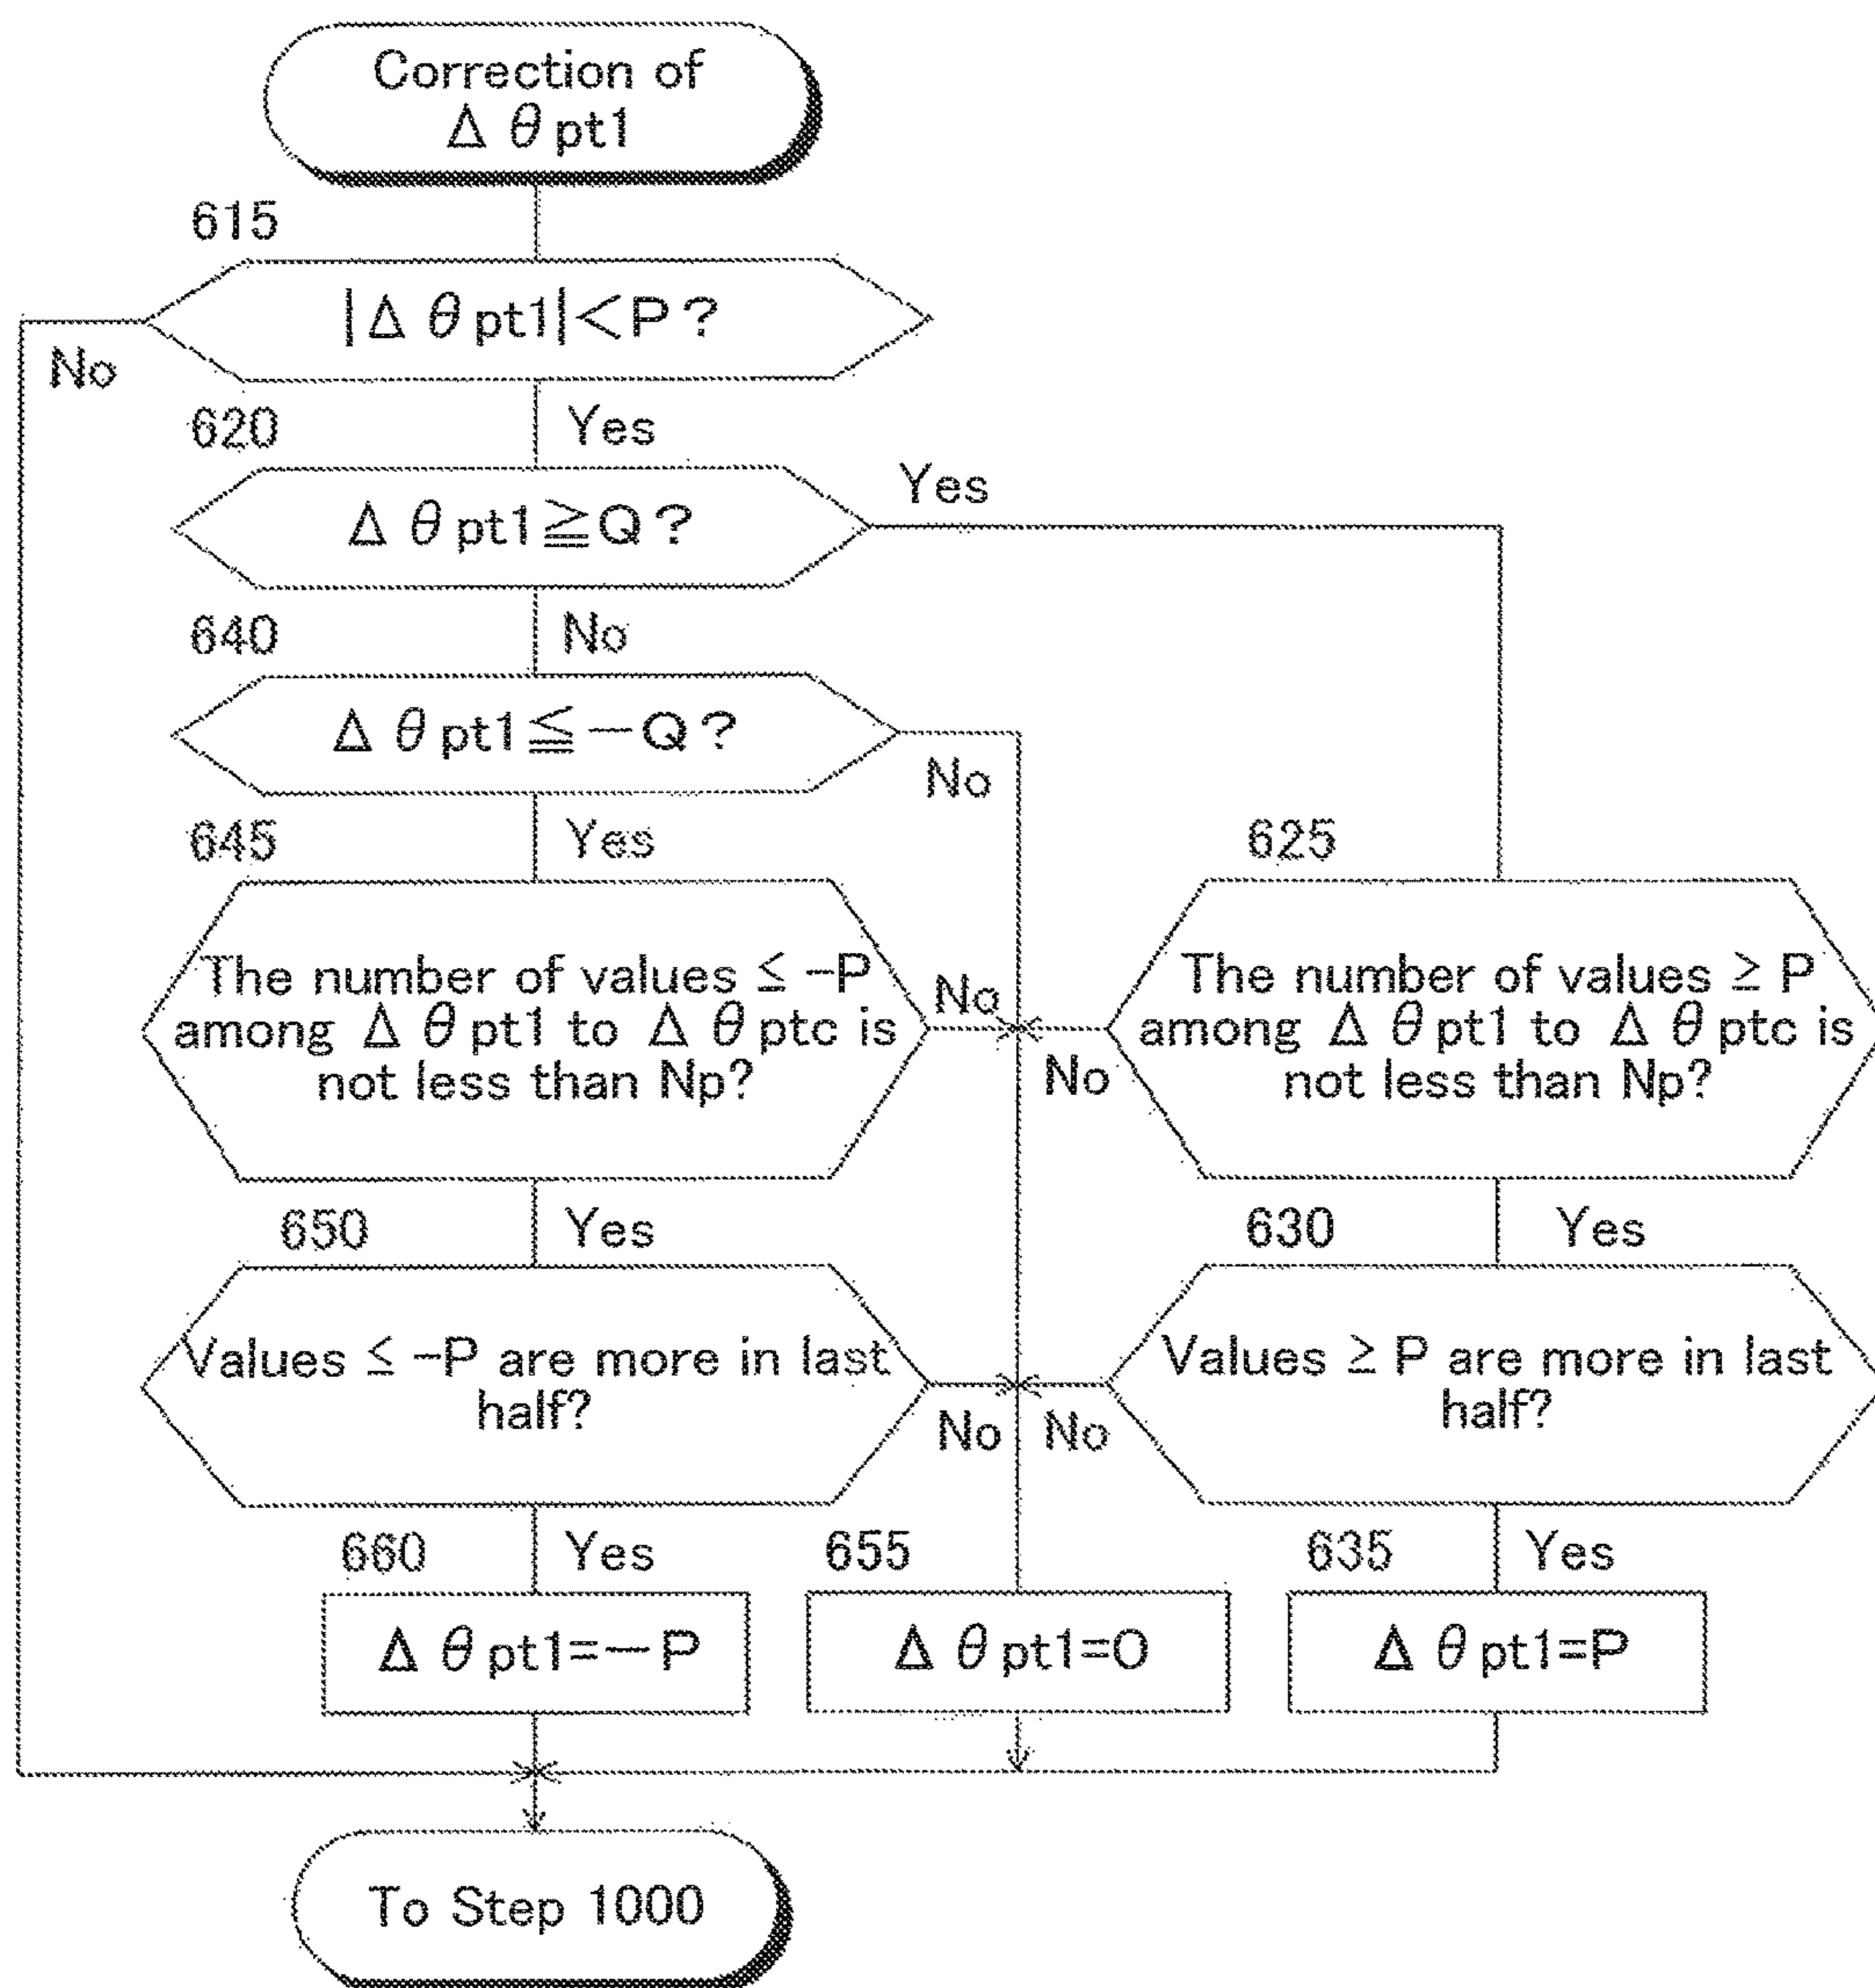 Correction of
Δ θ pt1
615
|Δ θ pt1|<P?
No
Yes
620
Δ θ pt1≧Q?
Yes
No
640
Δ θ pt1≦−Q?
No
Yes
645
The number of values ≤ -P
among Δ θ pt1 to Δ θ ptc is
not less than Np?
No
Yes
625
The number of values ≥ P
among Δ θ pt1 to Δ θ ptc is
not less than Np?
No
Yes
650
Values ≤ -P are more in last
half?
No
Yes
630
Values ≥ P are more in last
half?
No
Yes
660
Δ θ pt1=−P
655
Δ θ pt1=0
635
Δ θ pt1=P
To Step 1000